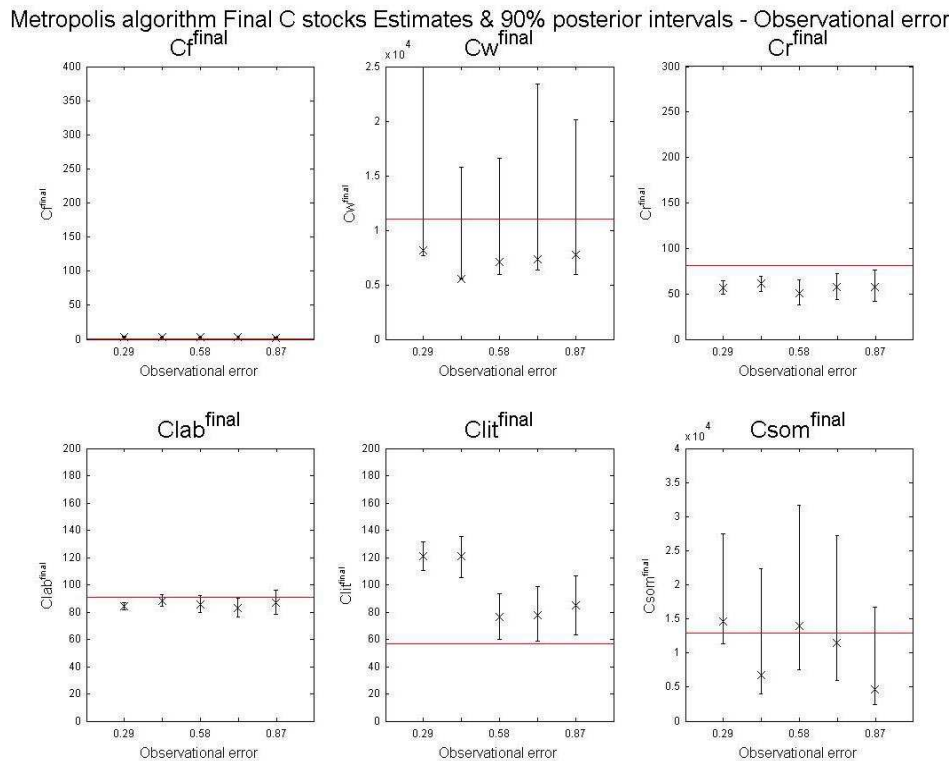 Metropolis algorithm Final C stocks Estimates & 90% posterior intervals - Observational error
Cf^final
400
350
300
250
200
150
100
50
0
Cf^final
0.29 0.58 0.87
Observational error
Cw^final
x 10^4
2.5
2
1.5
1
0.5
0
Cw^final
0.29 0.58 0.87
Observational error
Cr^final
300
250
200
150
100
50
0
Cr^final
0.29 0.58 0.87
Observational error
Clab^final
200
180
160
140
120
100
80
60
40
20
0
Clab^final
0.29 0.58 0.87
Observational error
Clit^final
200
180
160
140
120
100
80
60
40
20
0
Clit^final
0.29 0.58 0.87
Observational error
Csom^final
x 10^4
4
3.5
3
2.5
2
1.5
1
0.5
0
Csom^final
0.29 0.58 0.87
Observational error